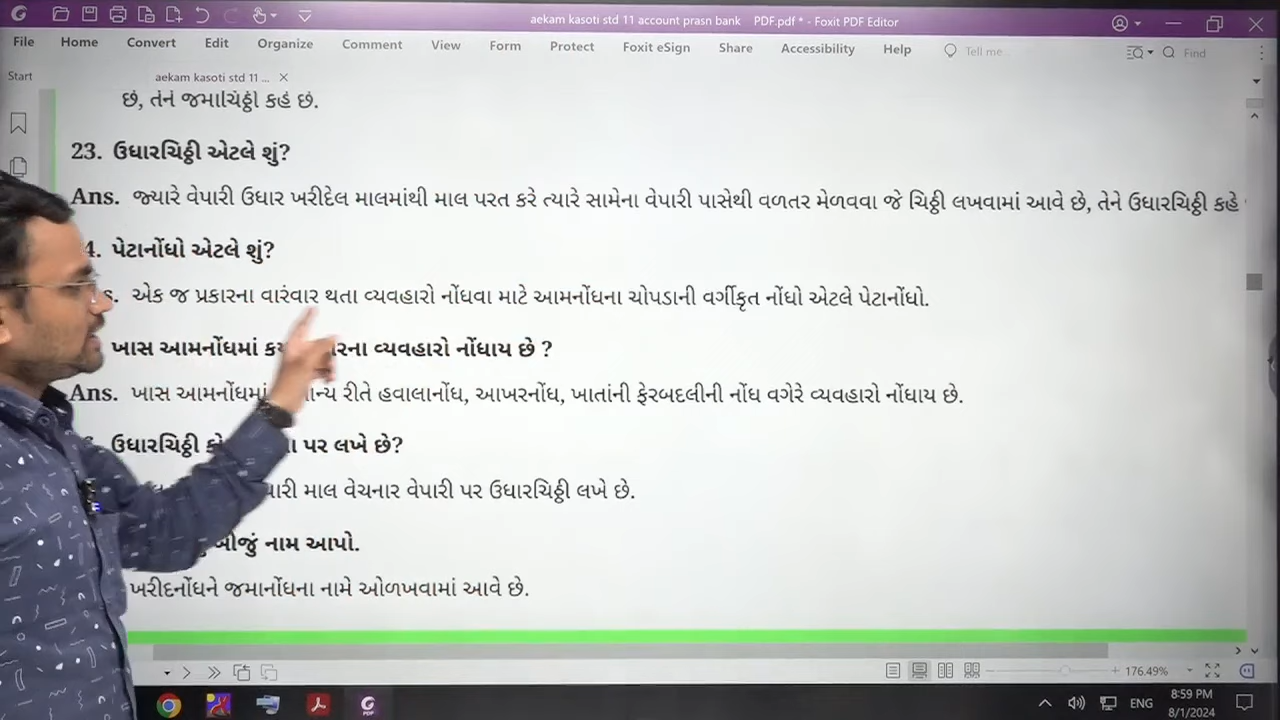 aekam kasoti std 11 account prasn bank PDF.pdf * - Foxit PDF Editor
File Home Convert Edit Organize Comment View Form Protect Foxit eSign Share Accessibility Help Tell me Find
Start aekam kasoti std 11 ...
છે, તેને જમાચિઠ્ઠી કહે છે.
23. ઉધારચિઠ્ઠી એટલે શું?
Ans. જ્યારે વેપારી ઉધાર ખરીદેલ માલમાંથી માલ પરત કરે ત્યારે સામેના વેપારી પાસેથી વળતર મેળવવા જે ચિઠ્ઠી લખવામાં આવે છે, તેને ઉધારચિઠ્ઠી કહે
4. પેટાનોંધો એટલે શું?
s. એક જ પ્રકારના વારંવાર થતા વ્યવહારો નોંધવા માટે આમનોંધના ચોપડાની વર્ગીકૃત નોંધો એટલે પેટાનોંધો.
ખાસ આમનોંધમાં રના વ્યવહારો નોંધાય છે ?
Ans. ખાસ આમનોંધમાં ન્ય રીતે હવાલાનોંધ, આખરનોંધ, ખાતાંની ફેરબદલીની નોંધ વગેરે વ્યવહારો નોંધાય છે.
ઉધારચિઠ્ઠી પર લખે છે?
પારી માલ વેચનાર વેપારી પર ઉધારચિઠ્ઠી લખે છે.
બીજું નામ આપો.
ખરીદનોંધને જમાનોંધના નામે ઓળખવામાં આવે છે.
176.49%
ENG 8:59 PM
8/1/2024